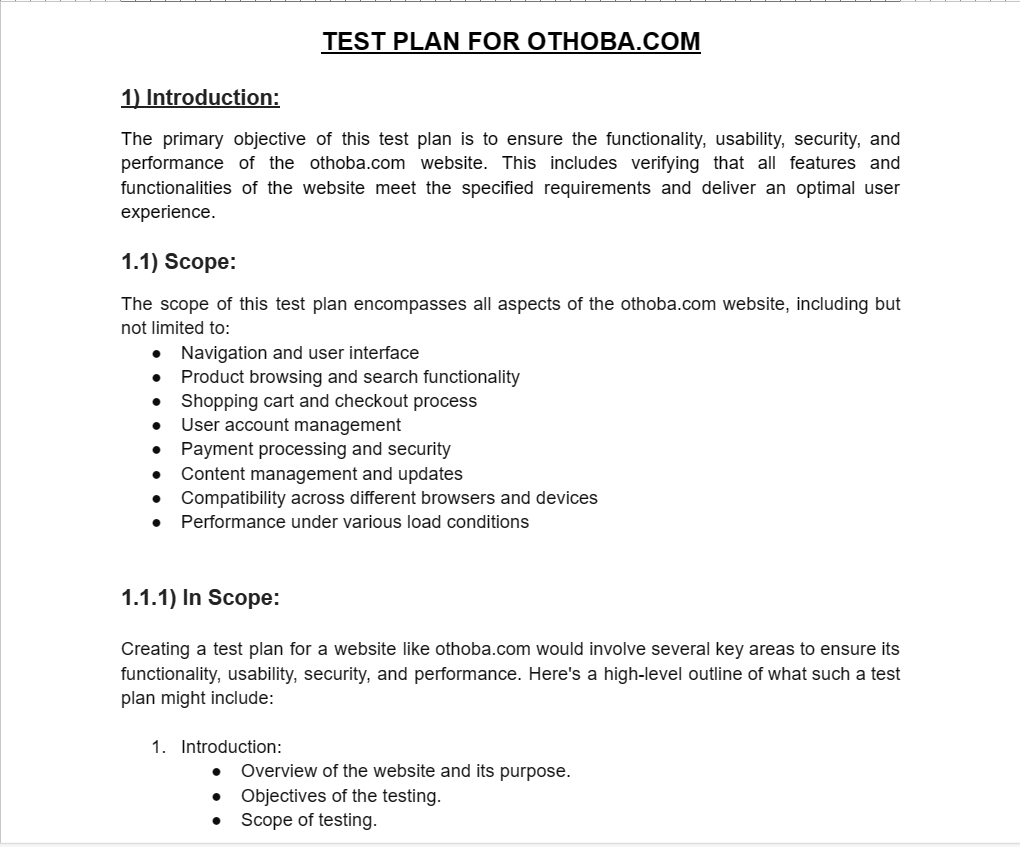 TEST PLAN FOR OTHOBA.COM
1) Introduction:
The primary objective of this test plan is to ensure the functionality, usability, security, and
performance of the othoba.com website. This includes verifying that all features and
functionalities of the website meet the specified requirements and deliver an optimal user
experience.
1.1) Scope:
The scope of this test plan encompasses all aspects of the othoba.com website, including but
not limited to:
● Navigation and user interface
● Product browsing and search functionality
● Shopping cart and checkout process
● User account management
● Payment processing and security
● Content management and updates
● Compatibility across different browsers and devices
● Performance under various load conditions
1.1.1) In Scope:
Creating a test plan for a website like othoba.com would involve several key areas to ensure its
functionality, usability, security, and performance. Here's a high-level outline of what such a test
plan might include:
1. Introduction:
● Overview of the website and its purpose.
● Objectives of the testing.
● Scope of testing.